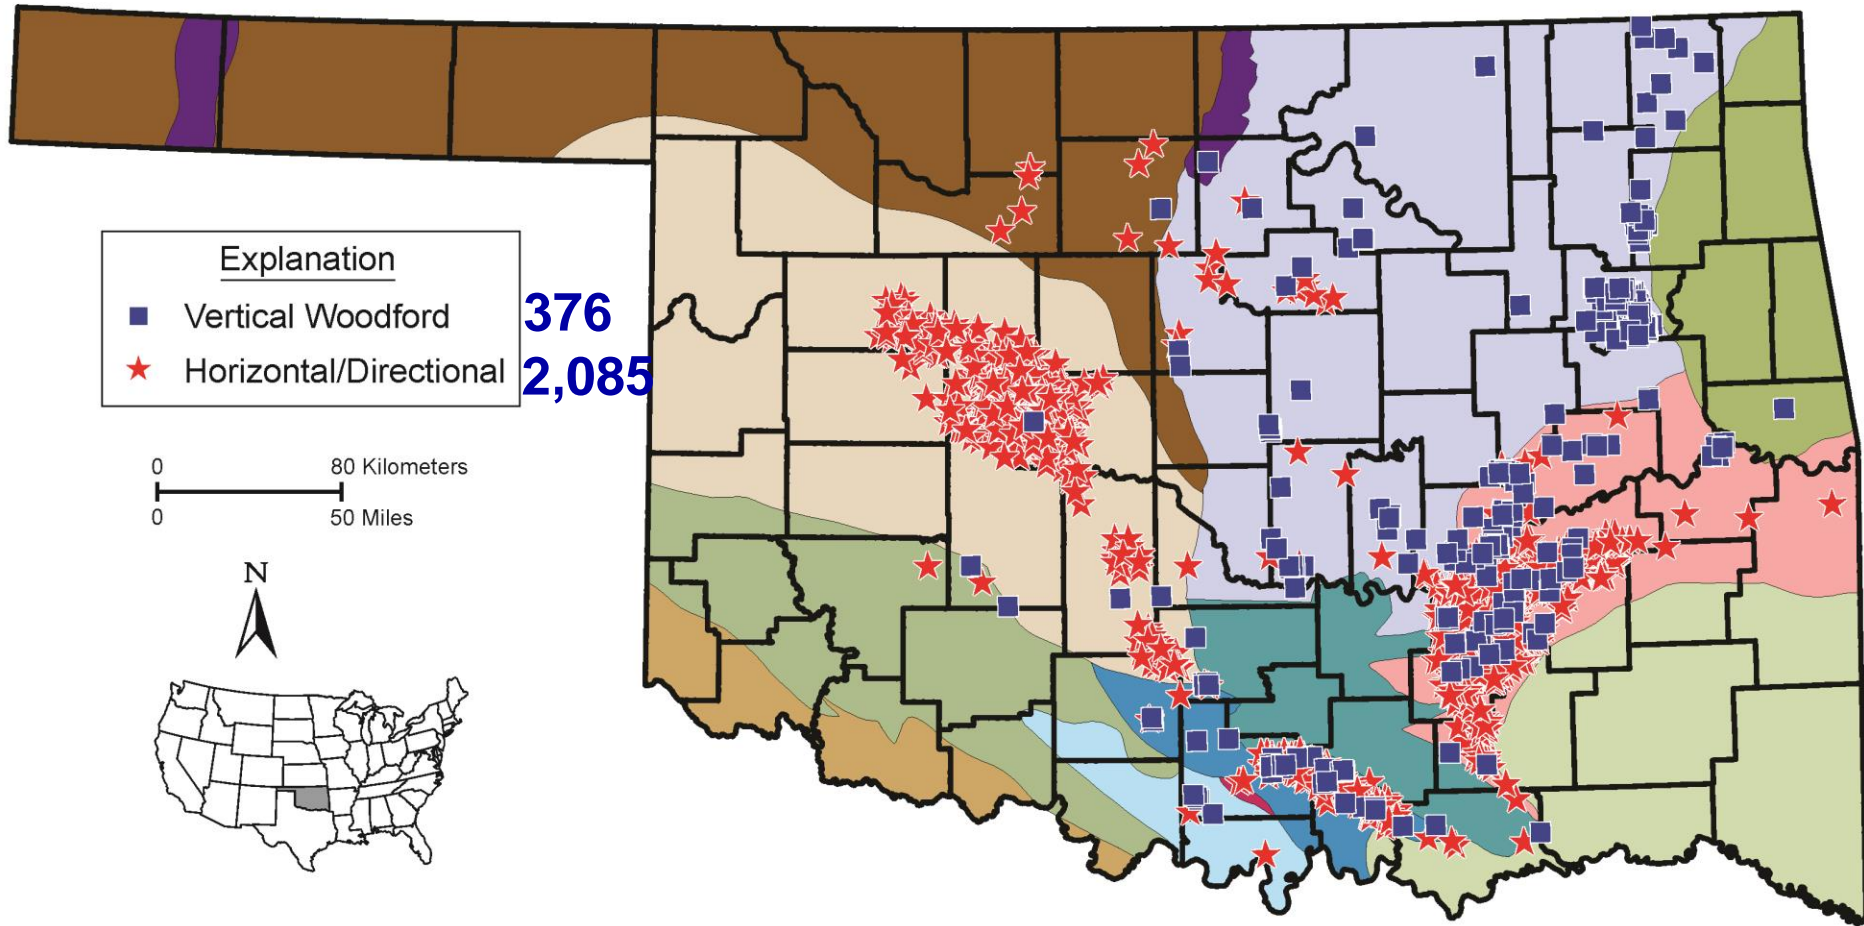 Explanation
Vertical Woodford 376
Horizontal/Directional 2,085
0 80 Kilometers
0 50 Miles
N